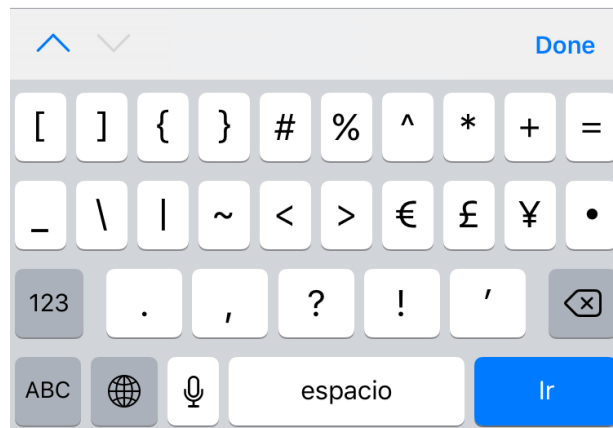 Done
[ ] { } # % ^ * + =
_ \ | ~ < > € £ ¥ •
123 . , ? ! ′
ABC espacio Ir